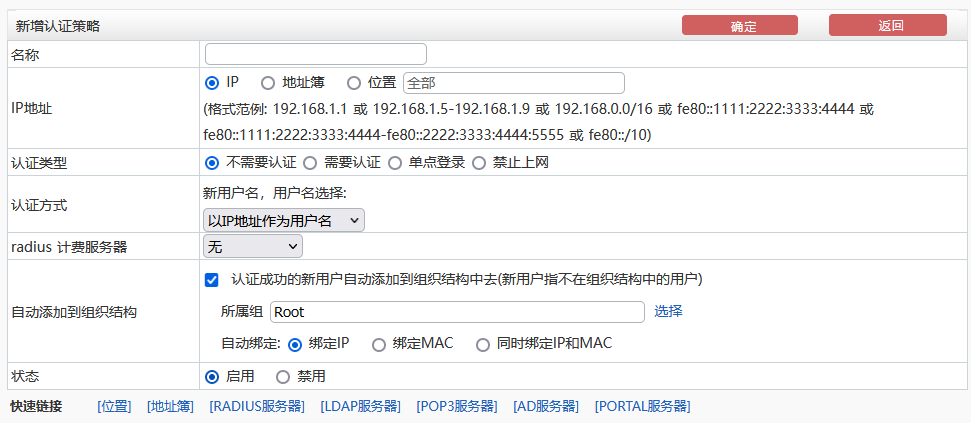 新增认证策略 确定 返回
名称
IP地址 IP 地址簿 位置 全部
(格式范例: 192.168.1.1 或 192.168.1.5-192.168.1.9 或 192.168.0.0/16 或 fe80::1111:2222:3333:4444 或
fe80::1111:2222:3333:4444-fe80::2222:3333:4444:5555 或 fe80::/10)
认证类型 不需要认证 需要认证 单点登录 禁止上网
认证方式 新用户名，用户名选择:
以IP地址作为用户名
radius 计费服务器 无
自动添加到组织结构 认证成功的新用户自动添加到组织结构中去(新用户指不在组织结构中的用户)
所属组 Root 选择
自动绑定: 绑定IP 绑定MAC 同时绑定IP和MAC
状态 启用 禁用
快速链接 [位置] [地址簿] [RADIUS服务器] [LDAP服务器] [POP3服务器] [AD服务器] [PORTAL服务器]